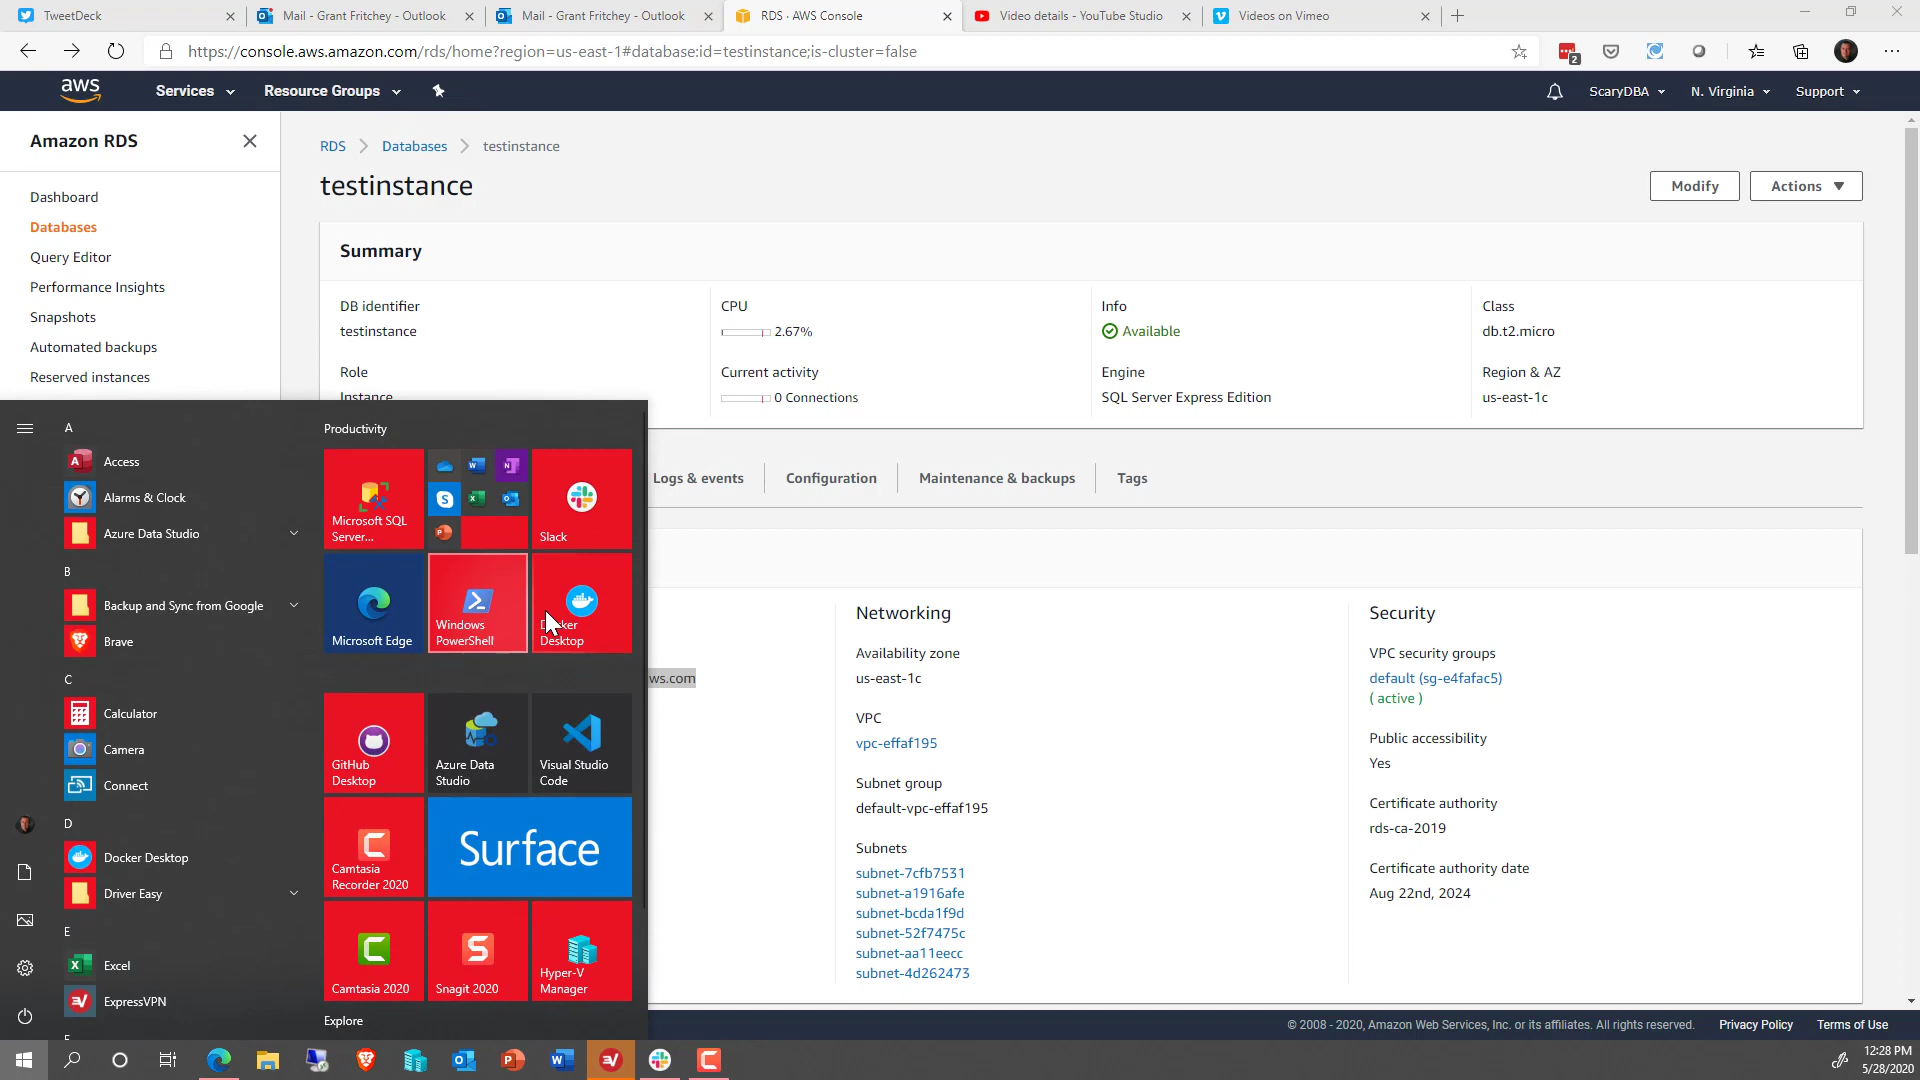 TweetDeck
Mail - Grant Fritchey - Outlook
Mail - Grant Fritchey - Outlook
RDS · AWS Console
Video details - YouTube Studio
Videos on Vimeo
https://console.aws.amazon.com/rds/home?region=us-east-1#database:id=testinstance;is-cluster=false
2
aws
Services
Resource Groups
ScaryDBA
N. Virginia
Support
Amazon RDS
Dashboard
Databases
Query Editor
Performance Insights
Snapshots
Automated backups
Reserved instances
RDS
Databases
testinstance
testinstance
Modify
Actions
Summary
DB identifier
testinstance
CPU
2.67%
Info
Available
Class
db.t2.micro
Role
Instance
Current activity
0 Connections
Engine
SQL Server Express Edition
Region & AZ
us-east-1c
Logs & events
Configuration
Maintenance & backups
Tags
ws.com
Networking
Availability zone
us-east-1c
VPC
vpc-effaf195
Subnet group
default-vpc-effaf195
Subnets
subnet-7cfb7531
subnet-a1916afe
subnet-bcda1f9d
subnet-52f7475c
subnet-aa11eecc
subnet-4d262473
Security
VPC security groups
default (sg-e4fafac5)
( active )
Public accessibility
Yes
Certificate authority
rds-ca-2019
Certificate authority date
Aug 22nd, 2024
A
Access
Alarms & Clock
Azure Data Studio
B
Backup and Sync from Google
Brave
C
Calculator
Camera
Connect
D
Docker Desktop
Driver Easy
E
Excel
ExpressVPN
Productivity
Microsoft SQL
Server...
Slack
Microsoft Edge
Windows
PowerShell
Desktop
GitHub
Desktop
Azure Data
Studio
Visual Studio
Code
Camtasia
Recorder 2020
Surface
Camtasia 2020
Snagit 2020
Hyper-V
Manager
Explore
© 2008 - 2020, Amazon Web Services, Inc. or its affiliates. All rights reserved.
Privacy Policy
Terms of Use
12:28 PM
5/28/2020